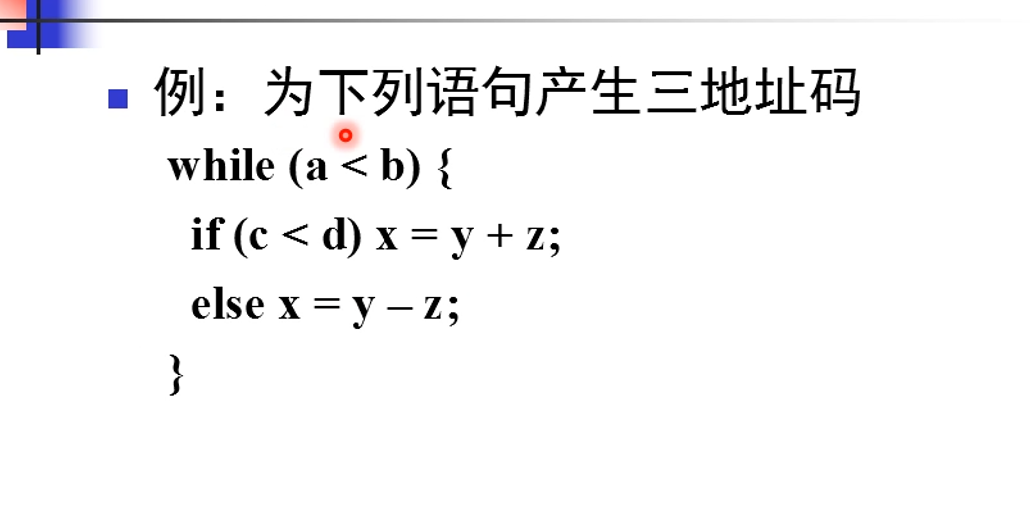 例：为下列语句产生三地址码
while (a < b) {
if (c < d) x = y + z;
else x = y – z;
}